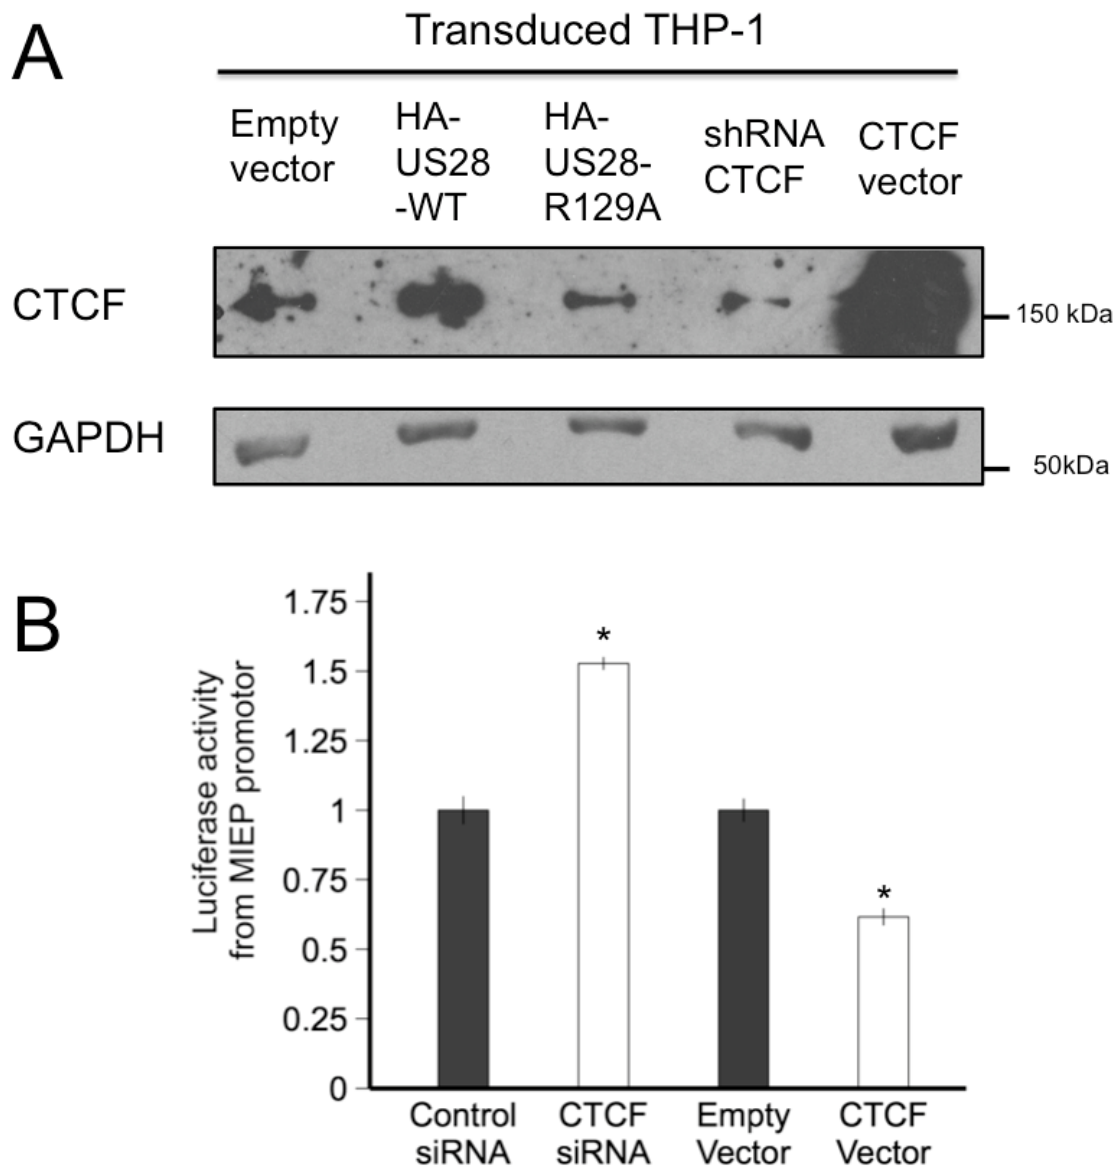 A
Transduced THP-1
Empty
vector
HA-
US28
-WT
HA-
US28-
R129A
shRNA
CTCF
CTCF
vector
CTCF
150 kDa
GAPDH
50kDa
B
Luciferase activity
from MIEP promotor
1.75
1.5
1.25
1
0.75
0.5
0.25
0
*
*
Control
siRNA
CTCF
siRNA
Empty
Vector
CTCF
Vector